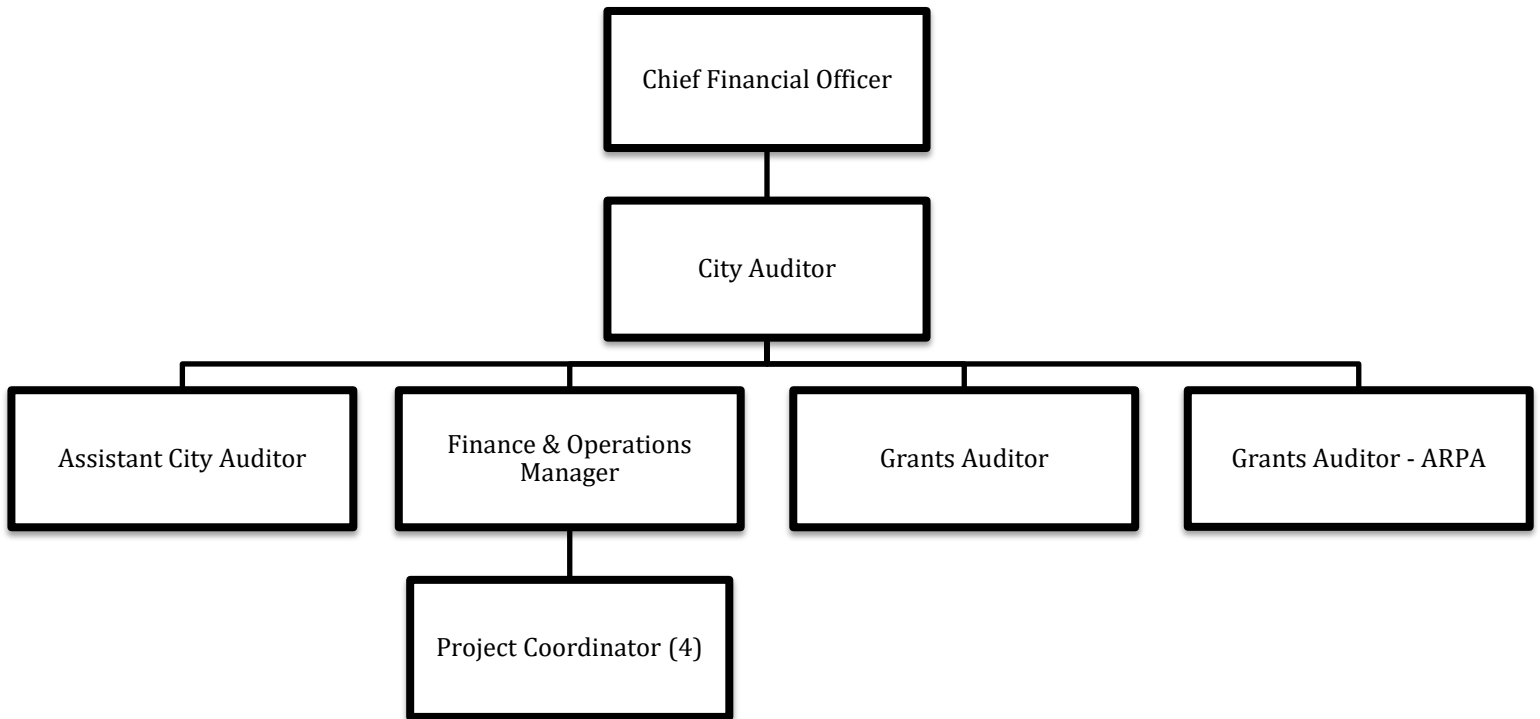 Chief Financial Officer
City Auditor
Assistant City Auditor
Finance & Operations
Manager
Grants Auditor
Grants Auditor - ARPA
Project Coordinator (4)